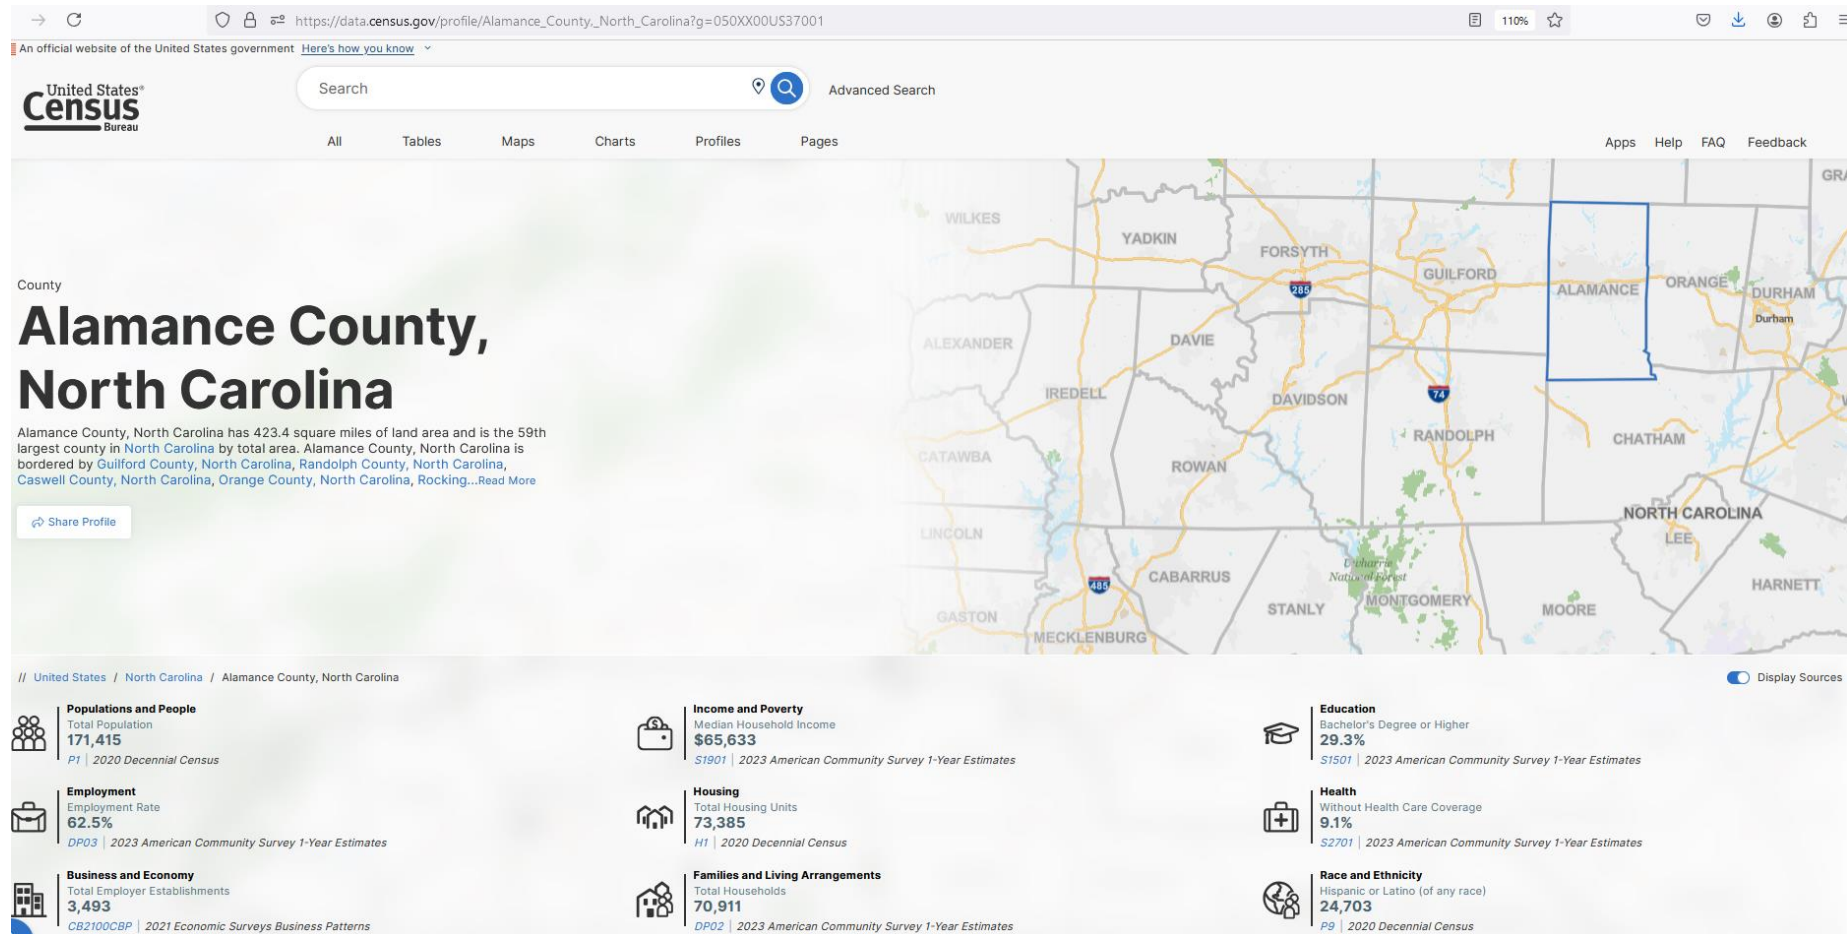 https://data.census.gov/profile/Alamance_County,_North_Carolina?g=050XX00US37001
110%
An official website of the United States government Here's how you know
United States®
Census
Bureau
Search
Advanced Search
All Tables Maps Charts Profiles Pages
Apps Help FAQ Feedback
WILKES
YADKIN
FORSYTH
285
GUILFORD
ALAMANCE
ORANGE
DURHAM
Durham
ALEXANDER
DAVIE
IREDELL
DAVIDSON
74
RANDOLPH
CHATHAM
CATAWBA
ROWAN
NORTH CAROLINA
LEE
LINCOLN
Uwharrie
National Forest
CABARRUS
485
HARNETT
STANLY
MONTGOMERY
MOORE
GASTON
MECKLENBURG
County
Alamance County,
North Carolina
Alamance County, North Carolina has 423.4 square miles of land area and is the 59th
largest county in North Carolina by total area. Alamance County, North Carolina is
bordered by Guilford County, North Carolina, Randolph County, North Carolina,
Caswell County, North Carolina, Orange County, North Carolina, Rocking...Read More
Share Profile
// United States / North Carolina / Alamance County, North Carolina
Display Sources
Populations and People
Total Population
171,415
P1 | 2020 Decennial Census
Income and Poverty
Median Household Income
$65,633
S1901 | 2023 American Community Survey 1-Year Estimates
Education
Bachelor's Degree or Higher
29.3%
S1501 | 2023 American Community Survey 1-Year Estimates
Employment
Employment Rate
62.5%
DP03 | 2023 American Community Survey 1-Year Estimates
Housing
Total Housing Units
73,385
H1 | 2020 Decennial Census
Health
Without Health Care Coverage
9.1%
S2701 | 2023 American Community Survey 1-Year Estimates
Business and Economy
Total Employer Establishments
3,493
CB2100CBP | 2021 Economic Surveys Business Patterns
Families and Living Arrangements
Total Households
70,911
DP02 | 2023 American Community Survey 1-Year Estimates
Race and Ethnicity
Hispanic or Latino (of any race)
24,703
P9 | 2020 Decennial Census